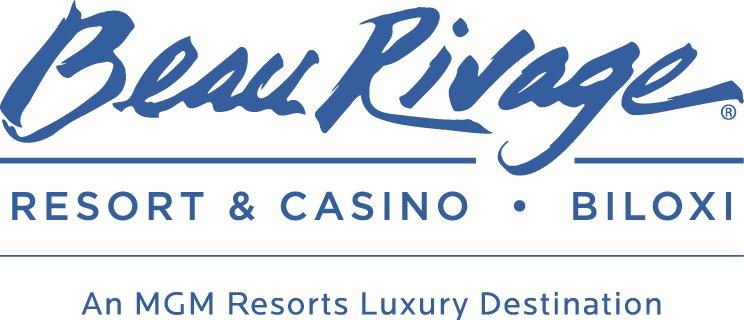 Beau Rivage®
RESORT & CASINO • BILOXI
An MGM Resorts Luxury Destination